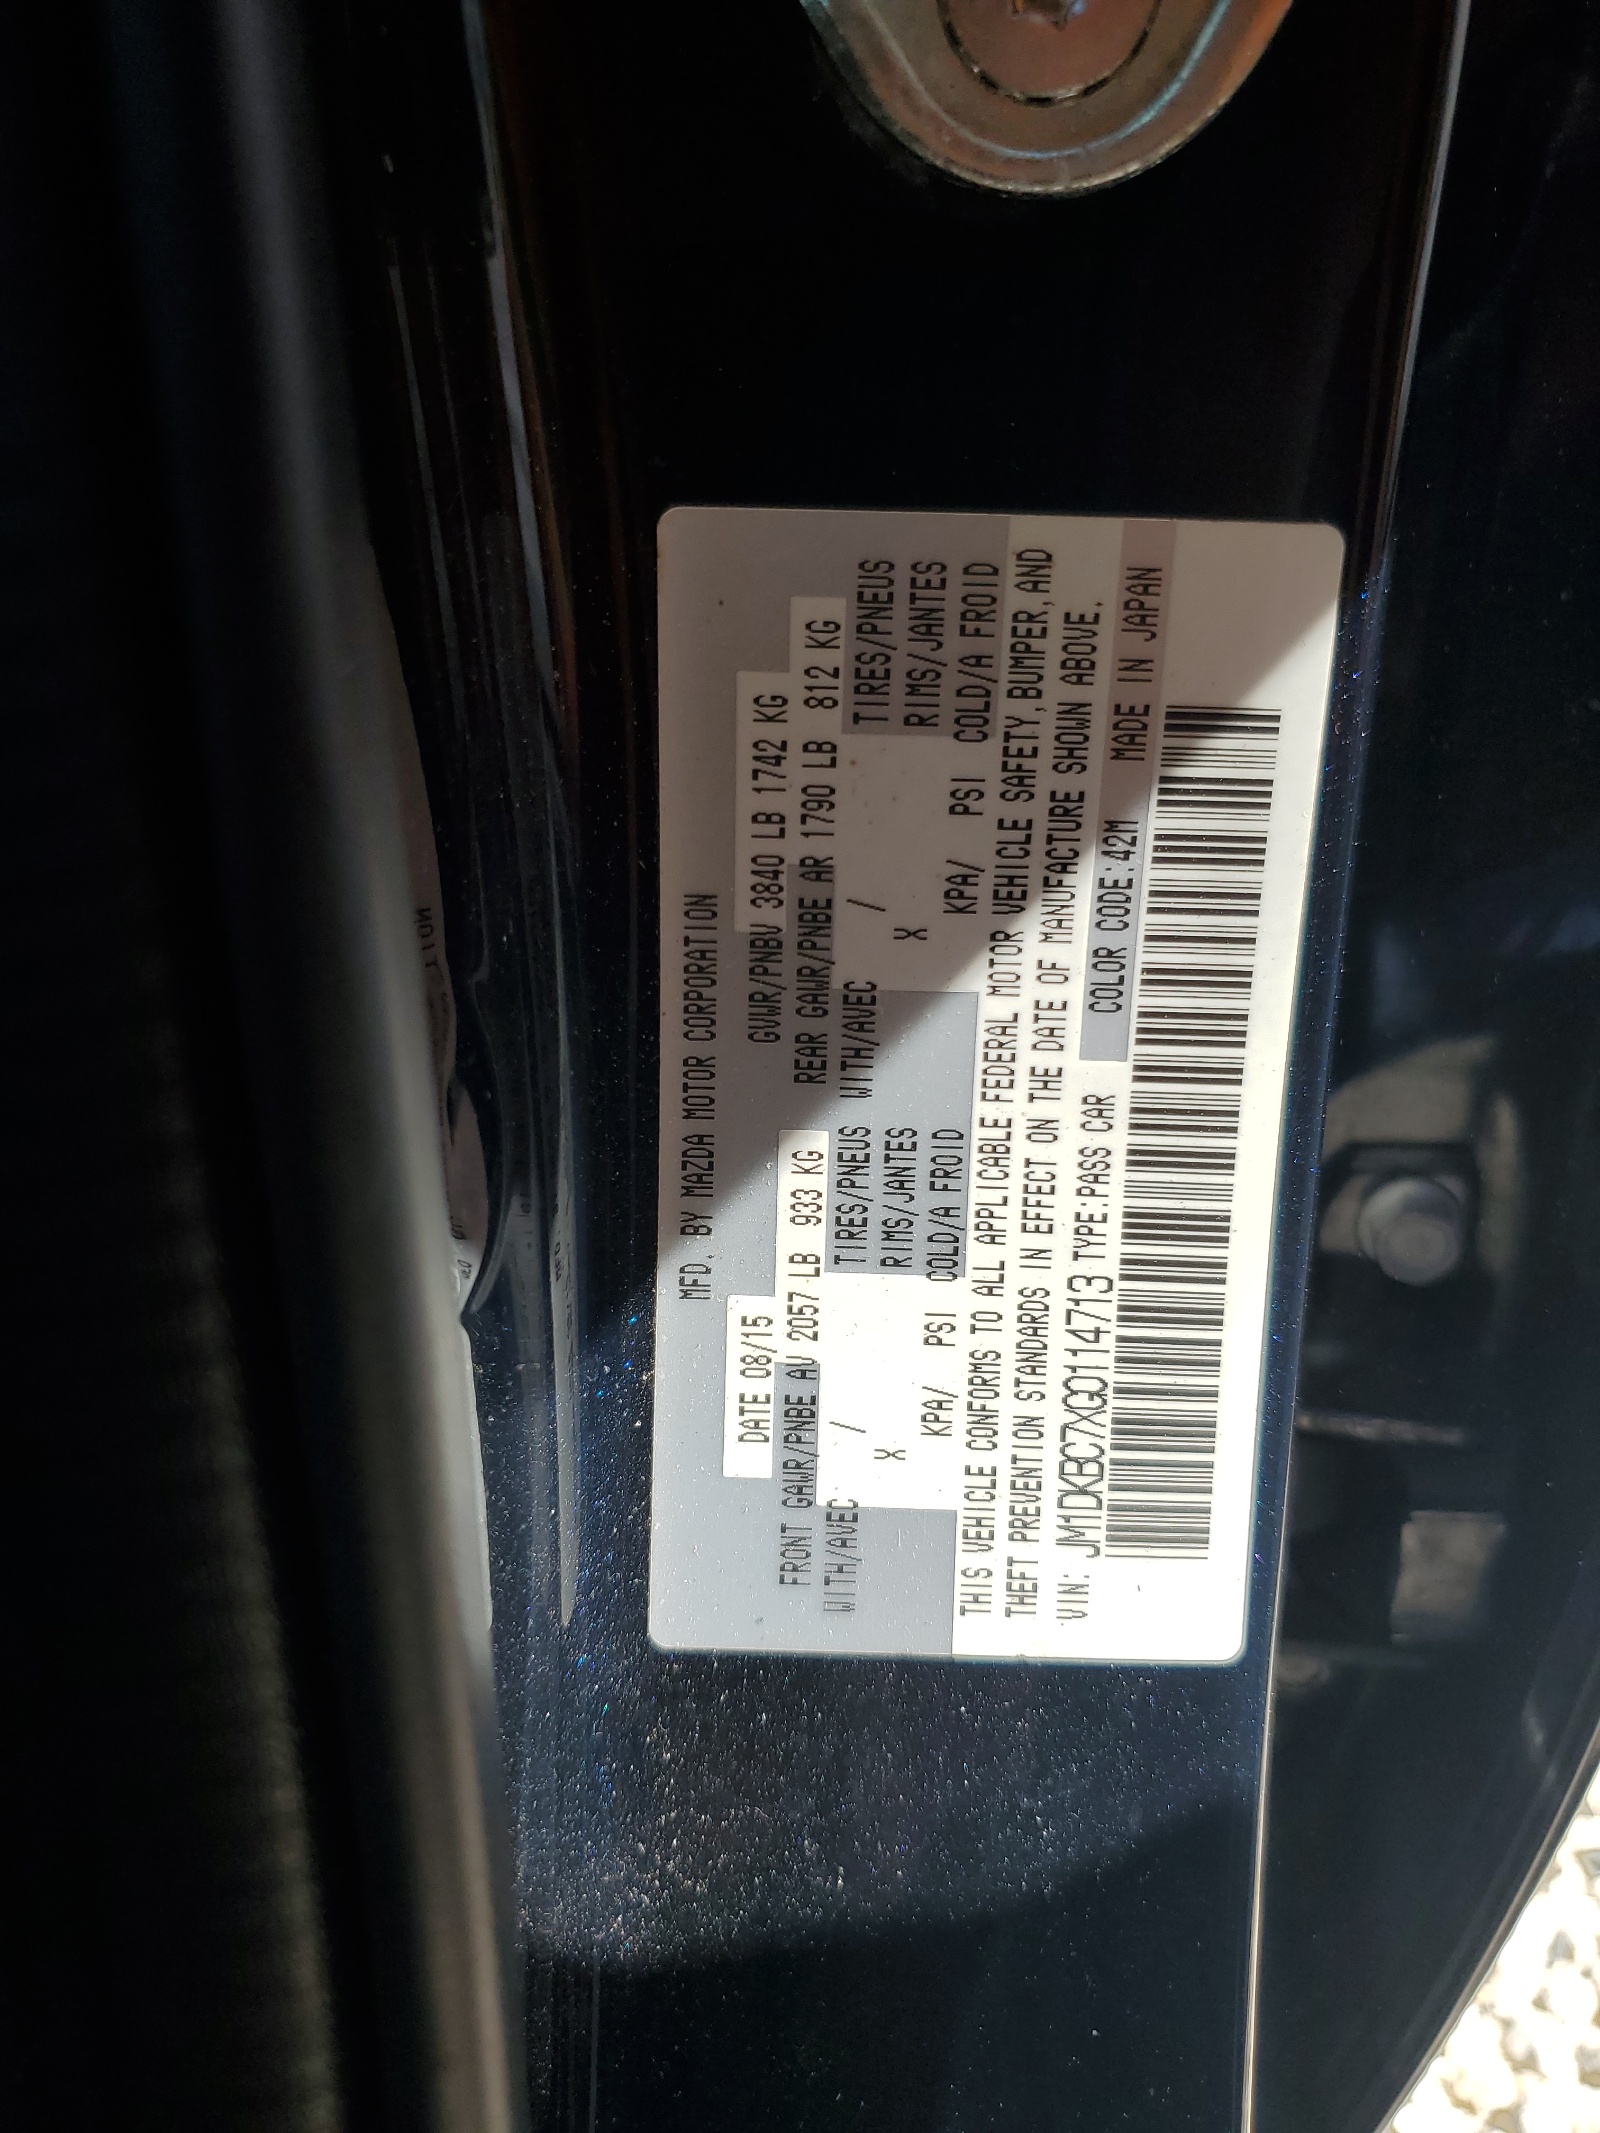 MFD. BY MAZDA MOTOR CORPORATION
DATE 08/15 GVWR/PNBV 3840 LB 1742 KG
FRONT GAWR/PNBE AV 2057 LB 933 KG REAR GAWR/PNBE AR 1790 LB 812 KG
WITH/AVEC / TIRES/PNEUS WITH/AVEC / TIRES/PNEUS
X RIMS/JANTES X RIMS/JANTES
KPA/ PSI COLD/A FROID KPA/ PSI COLD/A FROID
THIS VEHICLE CONFORMS TO ALL APPLICABLE FEDERAL MOTOR VEHICLE SAFETY,BUMPER,AND
THEFT PREVENTION STANDARDS IN EFFECT ON THE DATE OF MANUFACTURE SHOWN ABOVE.
VIN: JM1DKBC7XG0114713 TYPE:PASS CAR COLOR CODE:42M MADE IN JAPAN